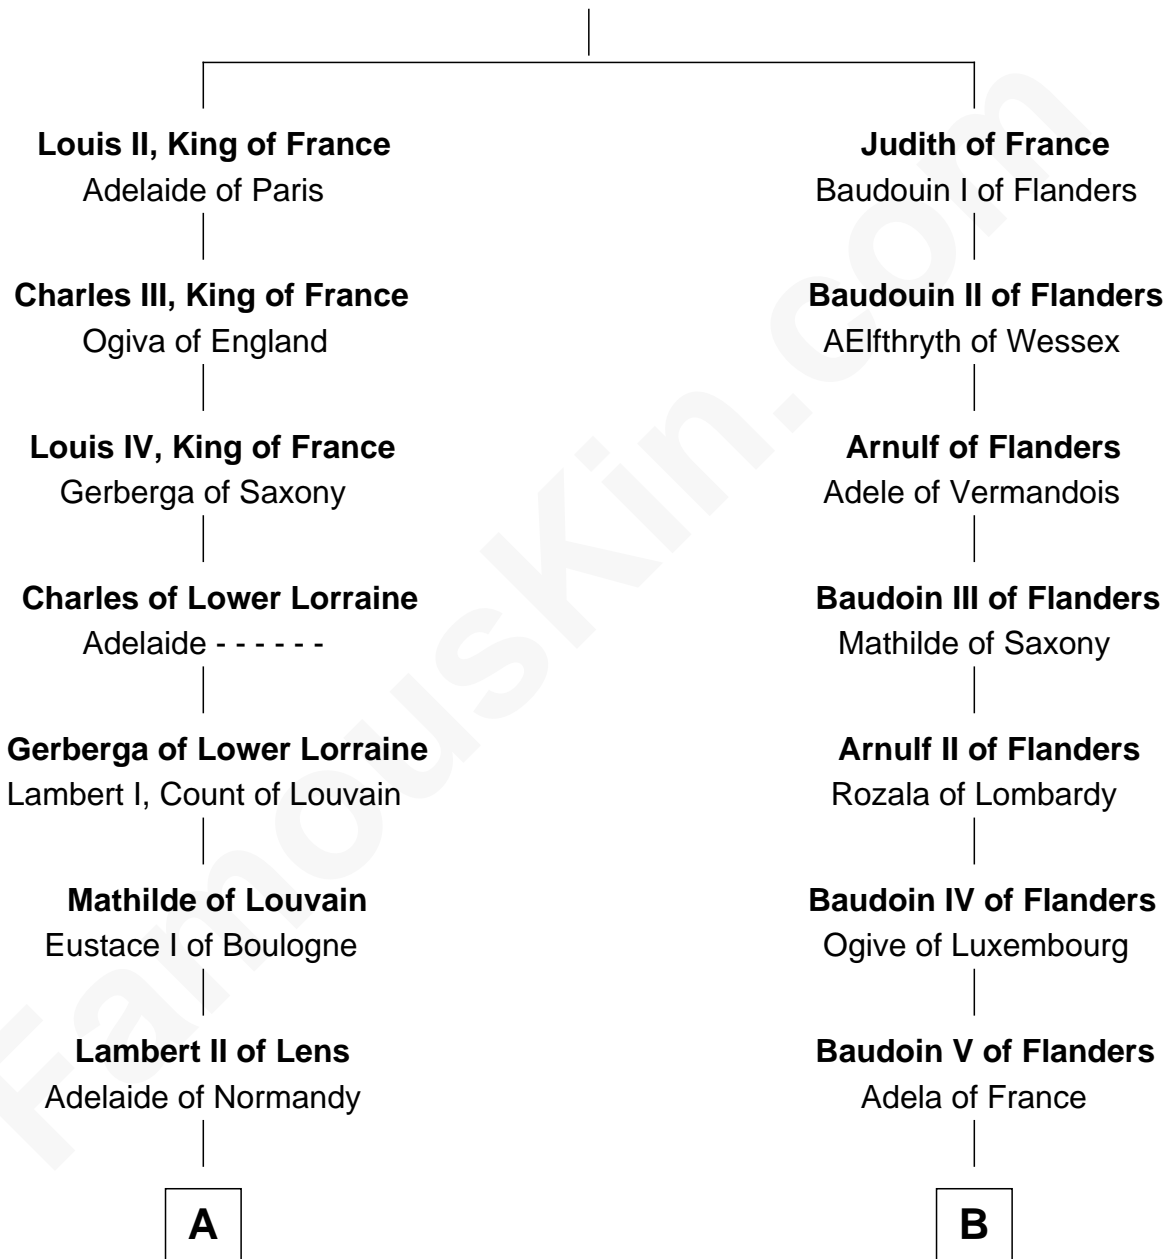 Louis II, King of France
Adelaide of Paris
Charles III, King of France
Ogiva of England
Louis IV, King of France
Gerberga of Saxony
Charles of Lower Lorraine
Adelaide - - - - - -
Gerberga of Lower Lorraine
Lambert I, Count of Louvain
Mathilde of Louvain
Eustace I of Boulogne
Lambert II of Lens
Adelaide of Normandy
A
Judith of France
Baudouin I of Flanders
Baudouin II of Flanders
AElfthryth of Wessex
Arnulf of Flanders
Adele of Vermandois
Baudoin III of Flanders
Mathilde of Saxony
Arnulf II of Flanders
Rozala of Lombardy
Baudoin IV of Flanders
Ogive of Luxembourg
Baudoin V of Flanders
Adela of France
B
FamousKin.com